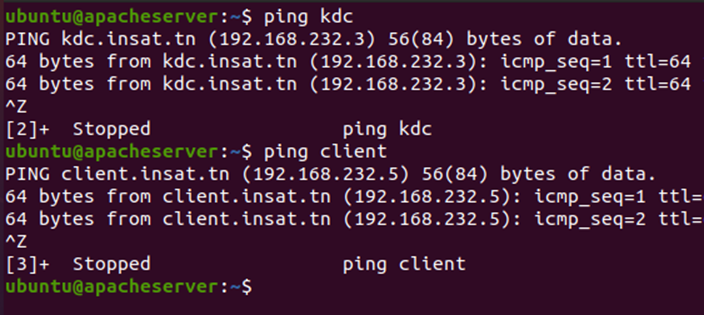 ubuntu@apacheserver:~$ ping kdc
PING kdc.insat.tn (192.168.232.3) 56(84) bytes of data.
64 bytes from kdc.insat.tn (192.168.232.3): icmp_seq=1 ttl=64
64 bytes from kdc.insat.tn (192.168.232.3): icmp_seq=2 ttl=64
^Z
[2]+  Stopped                 ping kdc
ubuntu@apacheserver:~$ ping client
PING client.insat.tn (192.168.232.5) 56(84) bytes of data.
64 bytes from client.insat.tn (192.168.232.5): icmp_seq=1 ttl=
64 bytes from client.insat.tn (192.168.232.5): icmp_seq=2 ttl=
^Z
[3]+  Stopped                 ping client
ubuntu@apacheserver:~$